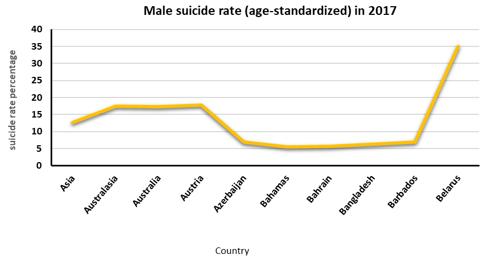 Male suicide rate (age-standardized) in 2017
suicide rate percentage
40
35
30
25
20
15
10
5
0
Asia
Australasia
Australia
Austria
Azerbaijan
Bahamas
Bahrain
Bangladesh
Barbados
Belarus
Country